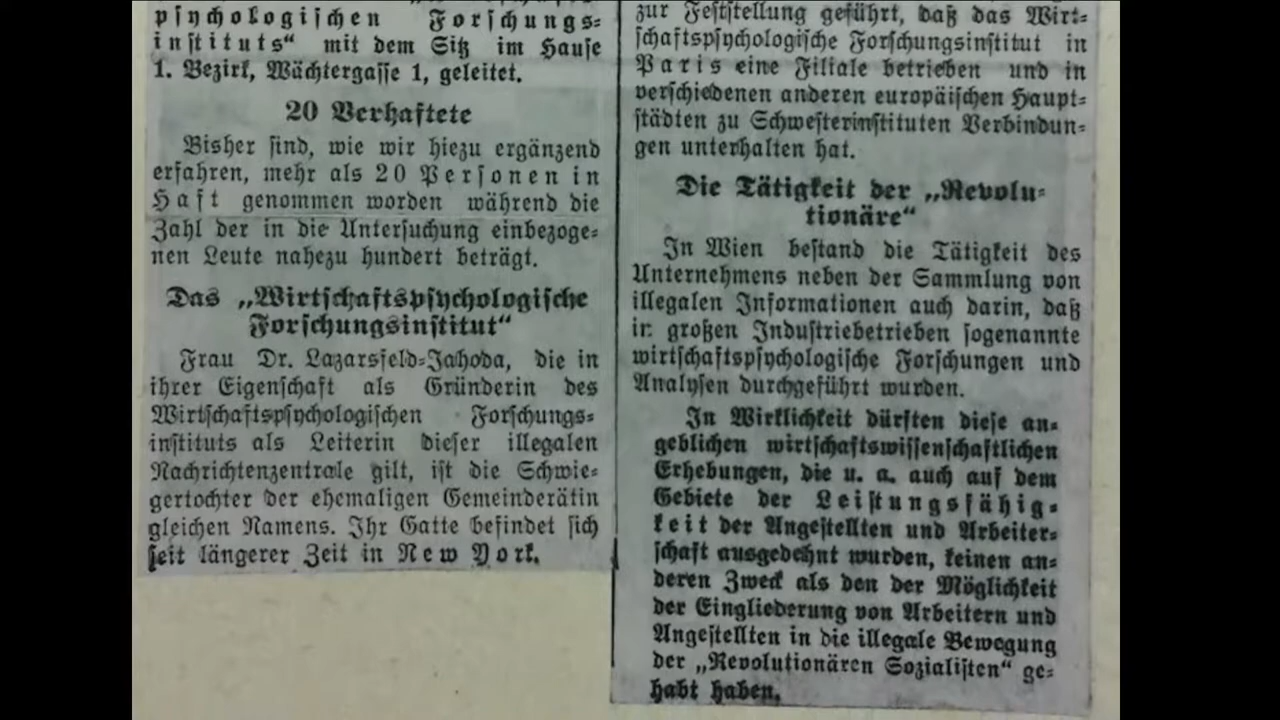 psychologischen Forschungs-
instituts“ mit dem Sitz im Hause
1. Bezirk, Wächtergasse 1, geleitet.
20 Verhaftete
Bisher sind, wie wir hiezu ergänzend
erfahren, mehr als 20 Personen in
Haft genommen worden während die
Zahl der in die Untersuchung einbezoge-
nen Leute nahezu hundert beträgt.
Das „Wirtschaftspsychologische
Forschungsinstitut“
Frau Dr. Lazarsfeld-Jahoda, die in
ihrer Eigenschaft als Gründerin des
Wirtschaftspsychologischen Forschungs-
instituts als Leiterin dieser illegalen
Nachrichtenzentrale gilt, ist die Schwie-
gertochter der ehemaligen Gemeinderätin
gleichen Namens. Ihr Gatte befindet sich
seit längerer Zeit in New York.
zur Feststellung geführt, daß das Wirt-
schaftspsychologische Forschungsinstitut in
Paris eine Filiale betrieben und in
verschiedenen anderen europäischen Haupt-
städten zu Schwesterinstituten Verbindun-
gen unterhalten hat.
Die Tätigkeit der „Revolu-
tionäre“
In Wien bestand die Tätigkeit des
Unternehmens neben der Sammlung von
illegalen Informationen auch darin, daß
in großen Industriebetrieben sogenannte
wirtschaftspsychologische Forschungen und
Analysen durchgeführt wurden.
In Wirklichkeit dürften diese an-
geblichen wirtschaftswissenschaftlichen
Erhebungen, die u. a. auch auf dem
Gebiete der Leistungsfähig-
keit der Angestellten und Arbeiter-
schaft ausgedehnt wurden, keinen an-
deren Zweck als den der Möglichkeit
der Eingliederung von Arbeitern und
Angestellten in die illegale Bewegung
der „Revolutionären Sozialisten“ ge-
habt haben.